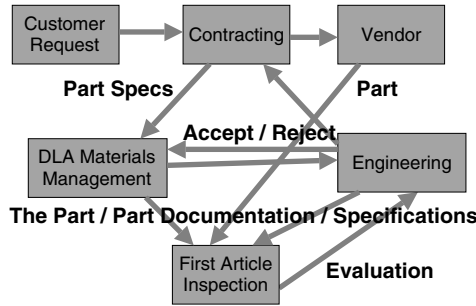 Customer
Request
Contracting
Vendor
Part Specs
Part
Accept / Reject
DLA Materials
Management
Engineering
The Part / Part Documentation / Specifications
First Article
Inspection
Evaluation